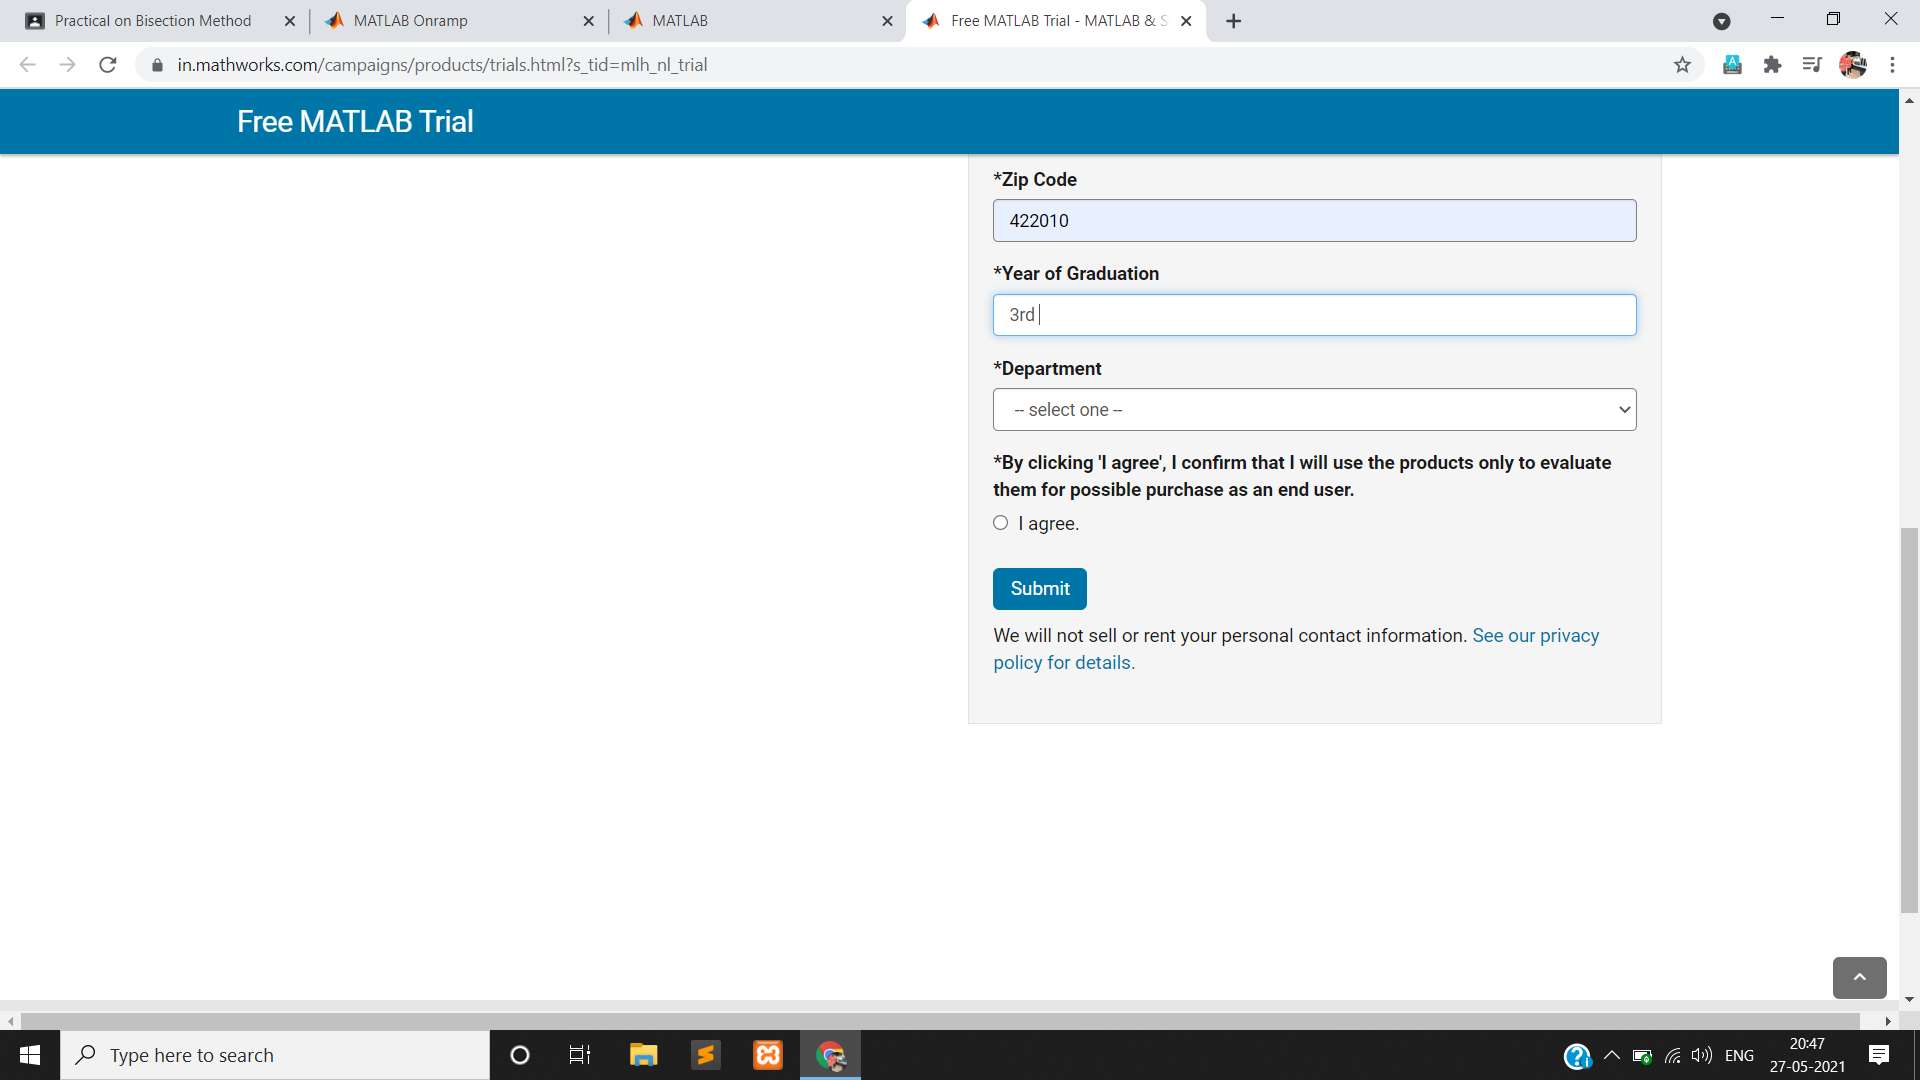 Practical on Bisection Method
MATLAB Onramp
MATLAB
Free MATLAB Trial - MATLAB & S
in.mathworks.com/campaigns/products/trials.html?s_tid=mlh_nl_trial
Free MATLAB Trial
*Zip Code
422010
*Year of Graduation
3rd
*Department
-- select one --
*By clicking 'I agree', I confirm that I will use the products only to evaluate
them for possible purchase as an end user.
I agree.
Submit
We will not sell or rent your personal contact information. See our privacy
policy for details.
Type here to search
ENG
20:47
27-05-2021